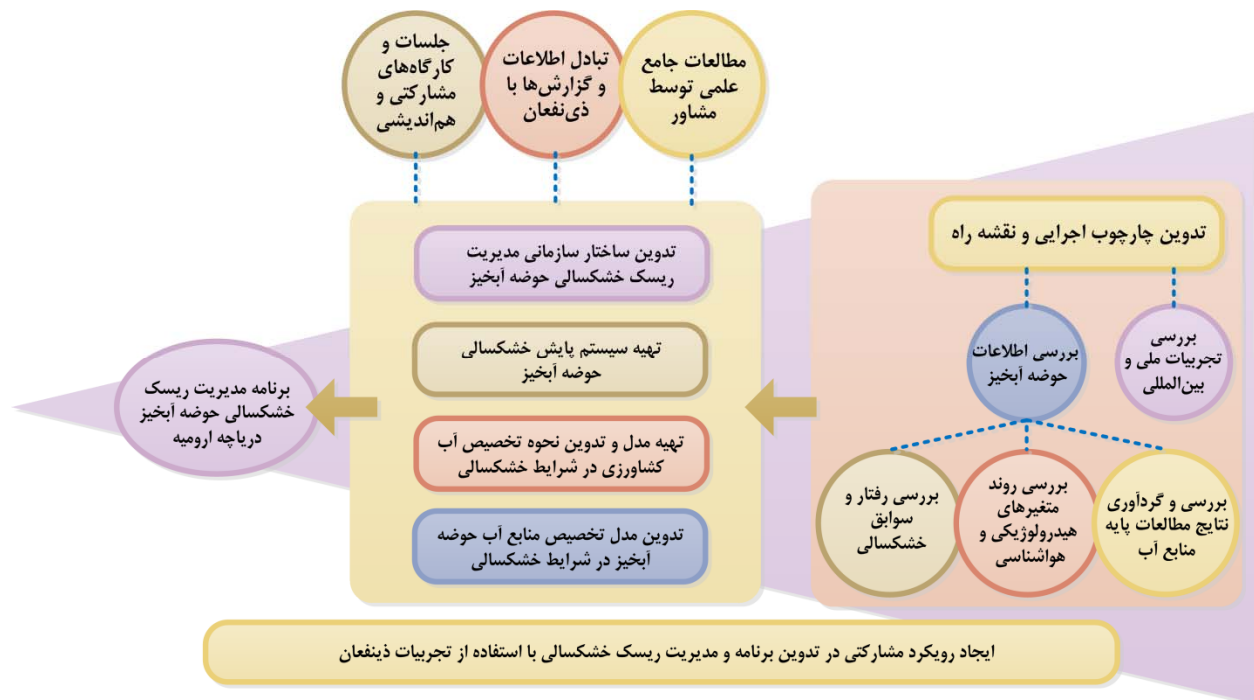 مطالعات جامع
علمی توسط
مشاور
تبادل اطلاعات
و گزارش‌ها با
ذی‌نفعان
جلسات و
کارگاه‌های
مشارکتی و
هم‌اندیشی
تدوین چارچوب اجرایی و نقشه راه
بررسی
تجربیات ملی و
بین‌المللی
بررسی اطلاعات
حوضه آبخیز
بررسی و گردآوری
نتایج مطالعات پایه
منابع آب
بررسی روند
متغیرهای
هیدرولوژیکی و
هواشناسی
بررسی رفتار و
سوابق
خشکسالی
تدوین ساختار سازمانی مدیریت
ریسک خشکسالی حوضه آبخیز
تهیه سیستم پایش خشکسالی
حوضه آبخیز
تهیه مدل و تدوین نحوه تخصیص آب
کشاورزی در شرایط خشکسالی
تدوین مدل تخصیص منابع آب حوضه
آبخیز در شرایط خشکسالی
برنامه مدیریت ریسک
خشکسالی حوضه آبخیز
دریاچه ارومیه
ایجاد رویکرد مشارکتی در تدوین برنامه و مدیریت ریسک خشکسالی با استفاده از تجربیات ذینفعان